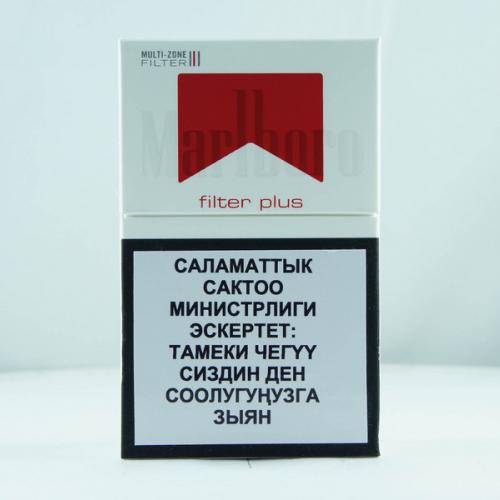 MULTI-ZONE
FILTER
Marlboro
filter plus
САЛАМАТТЫК
САКТОО
МИНИСТРЛИГИ
ЭСКЕРТЕТ:
ТАМЕКИ ЧЕГҮҮ
СИЗДИН ДЕН
СООЛУГУҢУЗГА
ЗЫЯН